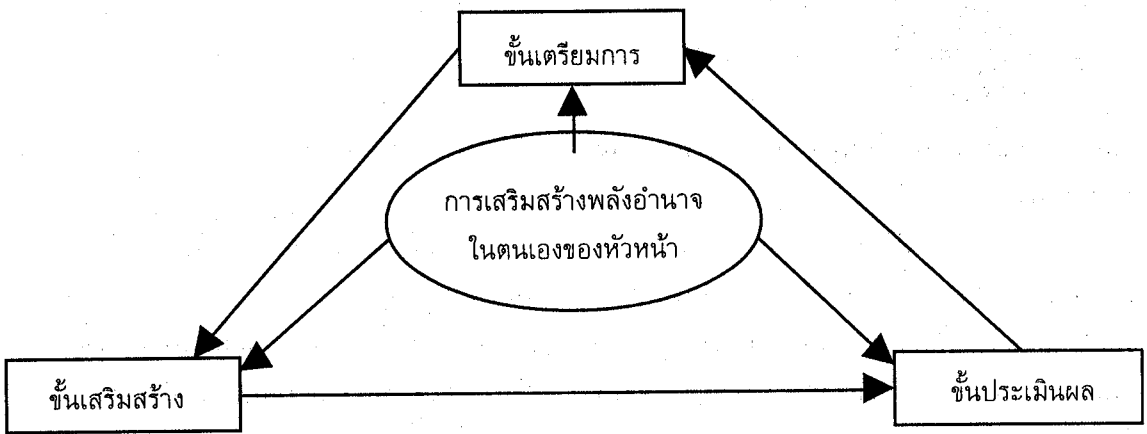 ขั้นเตรียมการ
การเสริมสร้างพลังอำนาจ
ในตนเองของหัวหน้า
ขั้นเสริมสร้าง
ขั้นประเมินผล